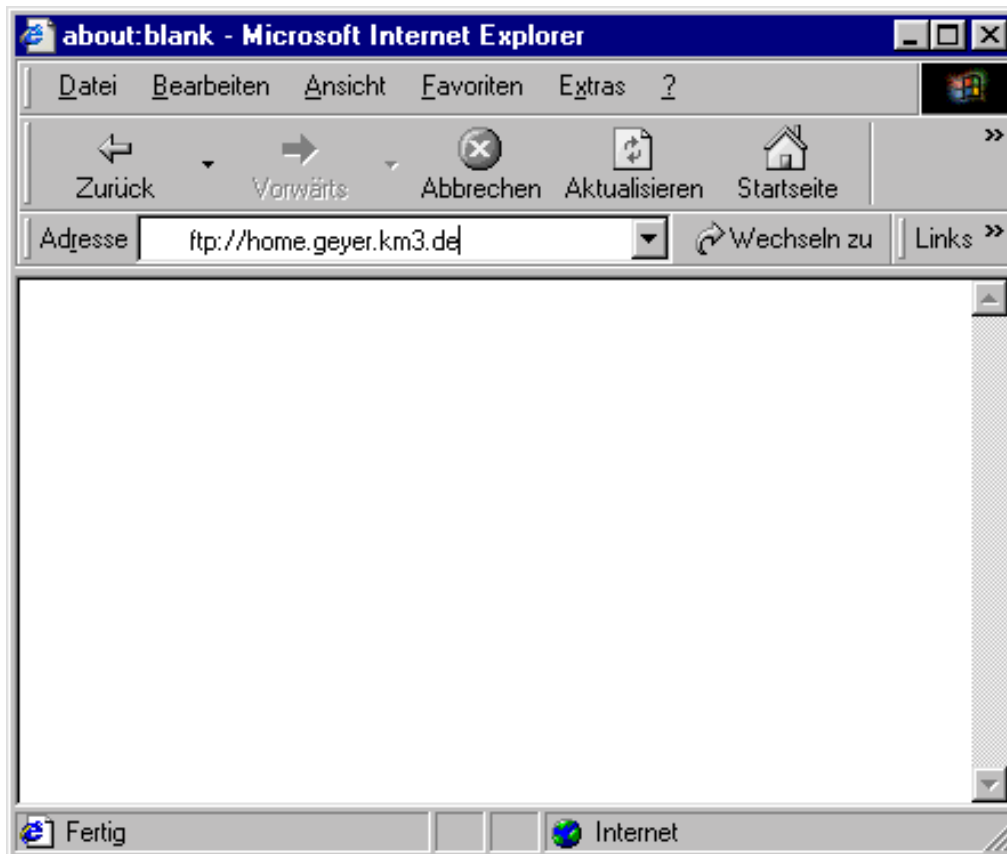 about:blank - Microsoft Internet Explorer
Datei Bearbeiten Ansicht Favoriten Extras ?
Zurück Vorwärts Abbrechen Aktualisieren Startseite »
Adresse ftp://home.geyer.km3.de Wechseln zu Links »
Fertig Internet